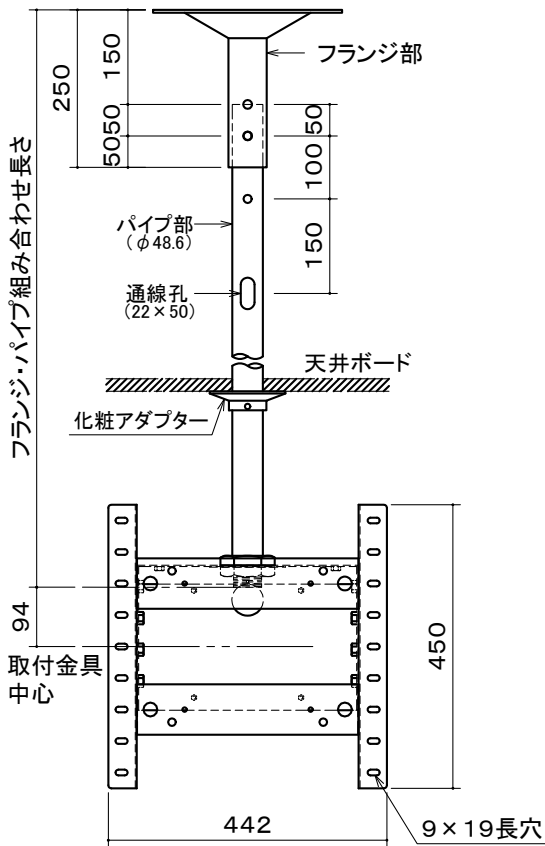 フランジ部
150
250
50
50
50
100
150
フランジ・パイプ組み合わせ長さ
パイプ部
(φ48.6)
通線孔
(22×50)
天井ボード
化粧アダプター
94
取付金具
中心
450
442
9×19長穴